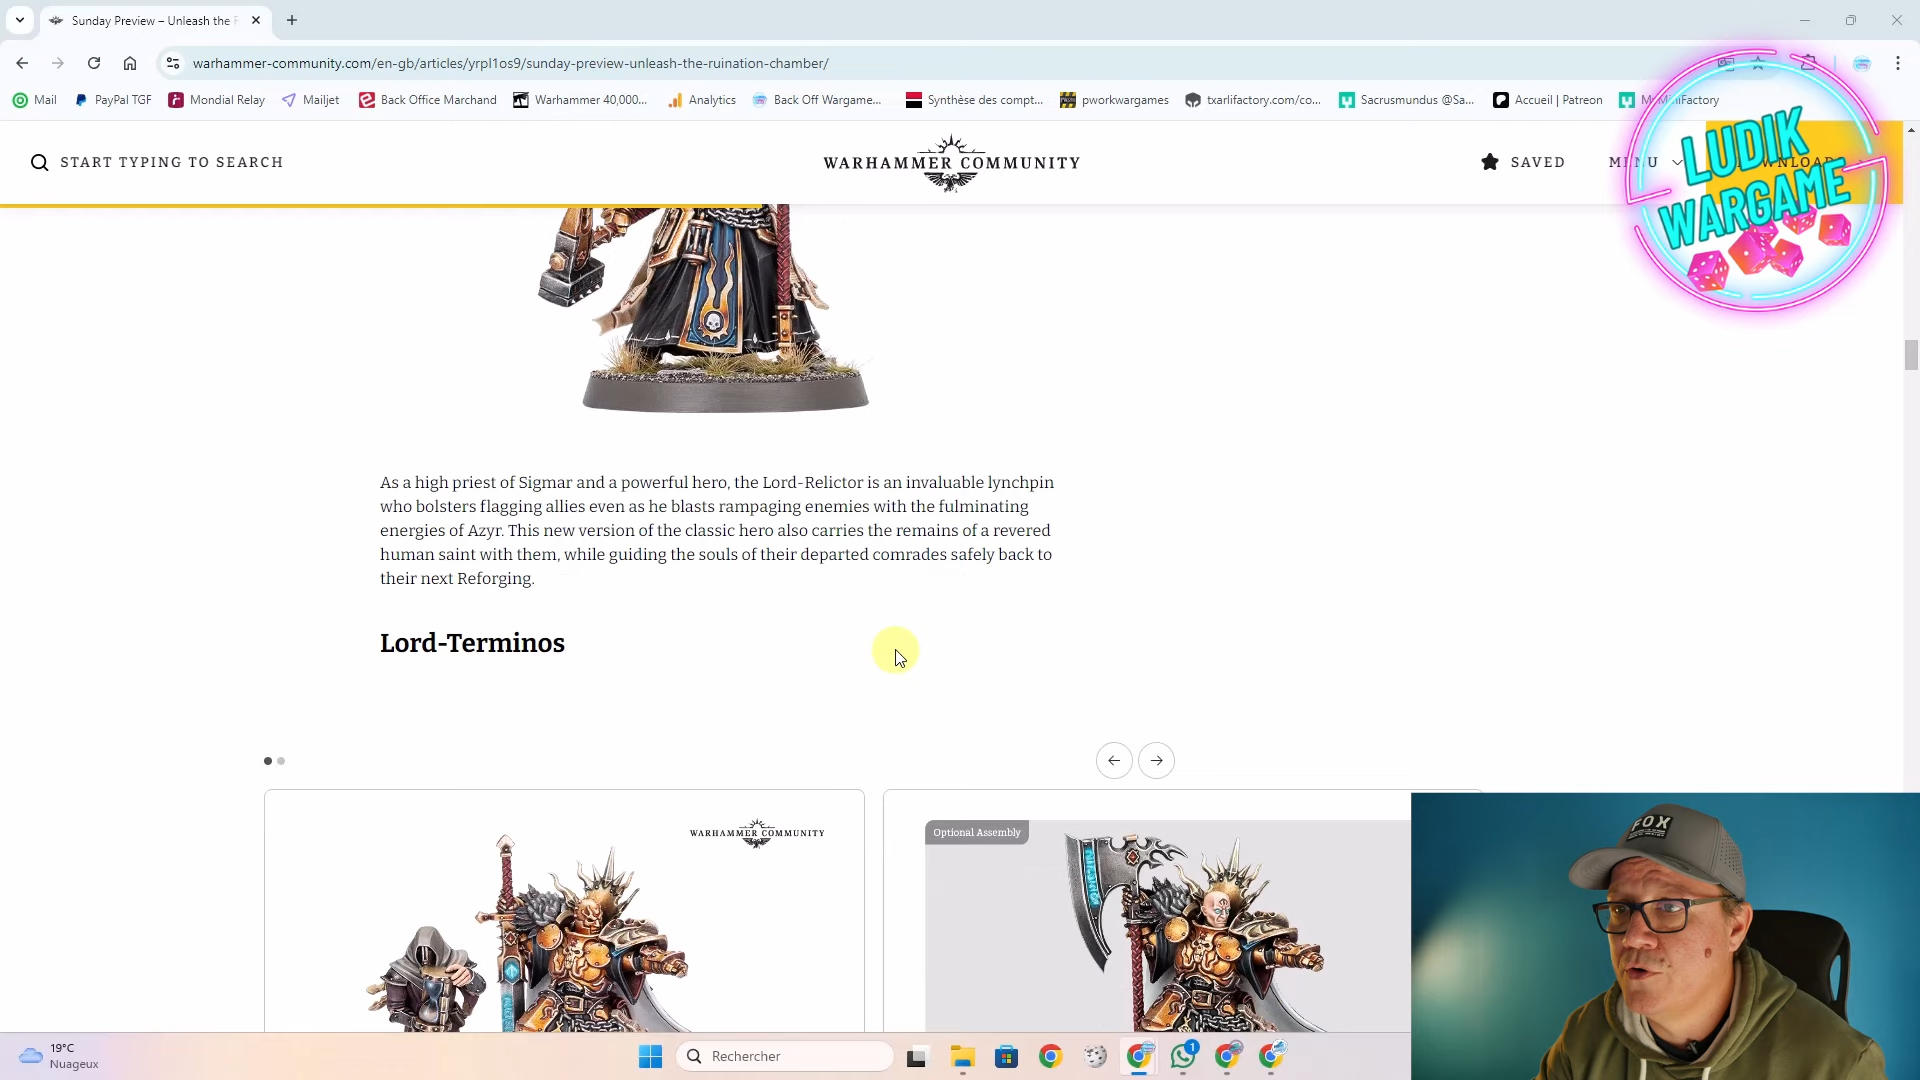 Sunday Preview – Unleash the R
warhammer-community.com/en-gb/articles/yrpl1os9/sunday-preview-unleash-the-ruination-chamber/
Mail PayPal TGF Mondial Relay Mailjet Back Office Marchand Warhammer 40,000... Analytics Back Off Wargame... Synthèse des compt... pworkwargames txarlifactory.com/co... Sacrusmundus @Sa... Accueil | Patreon MyMiniFactory
START TYPING TO SEARCH
WARHAMMER COMMUNITY
SAVED
MENU
LUDIK
WARGAME
As a high priest of Sigmar and a powerful hero, the Lord-Relictor is an invaluable lynchpin
who bolsters flagging allies even as he blasts rampaging enemies with the fulminating
energies of Azyr. This new version of the classic hero also carries the remains of a revered
human saint with them, while guiding the souls of their departed comrades safely back to
their next Reforging.
Lord-Terminos
WARHAMMER COMMUNITY
Optional Assembly
FOX
19°C
Nuageux
Rechercher
1